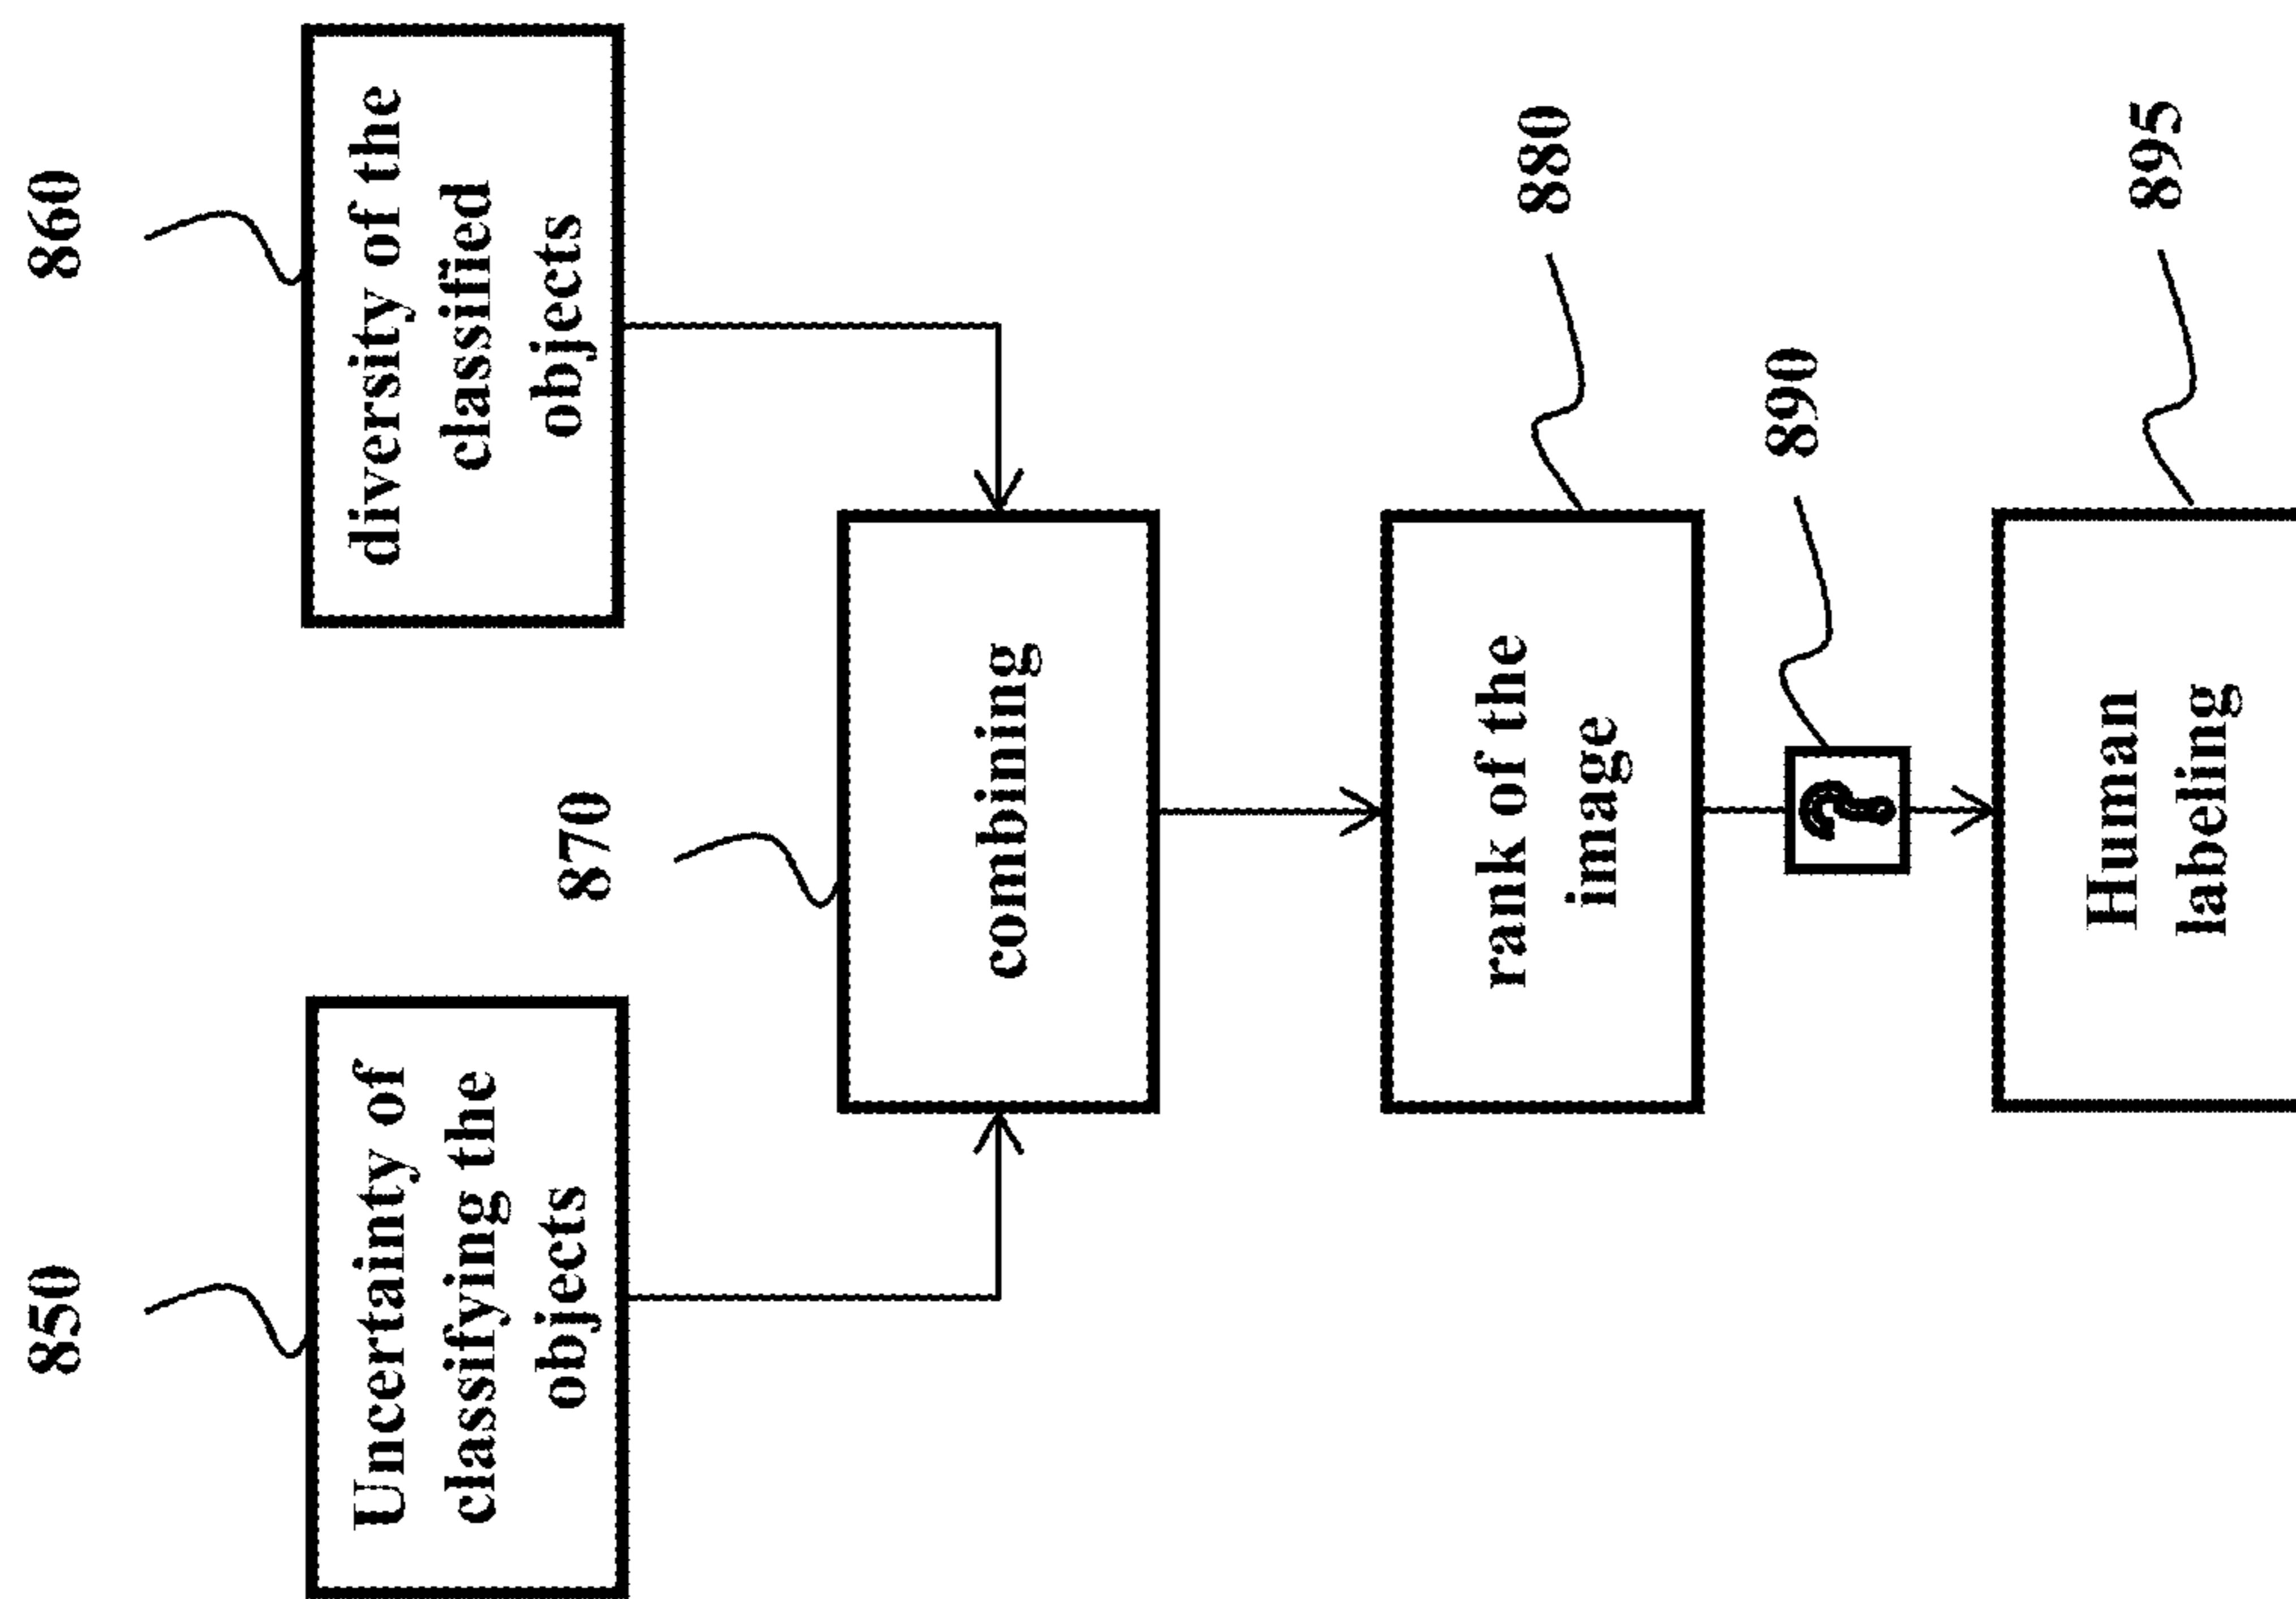 850
860
Uncertainty of
classifying the
objects
diversity of the
classified
objects
870
combining
880
rank of the
image
890
?
895
Human
labeling